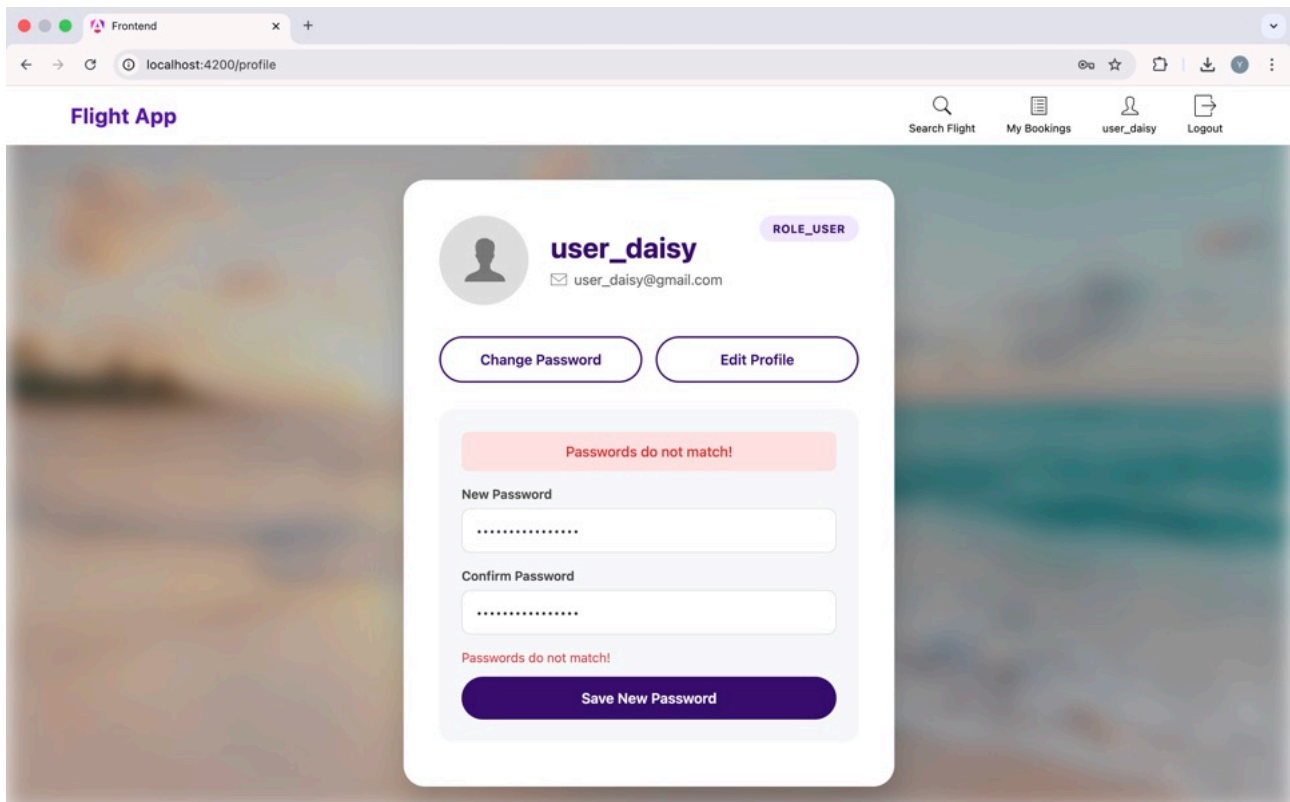 Frontend
localhost:4200/profile
Y
Flight App
Search Flight
My Bookings
user_daisy
Logout
ROLE_USER
user_daisy
user_daisy@gmail.com
Change Password
Edit Profile
Passwords do not match!
New Password
Confirm Password
Passwords do not match!
Save New Password